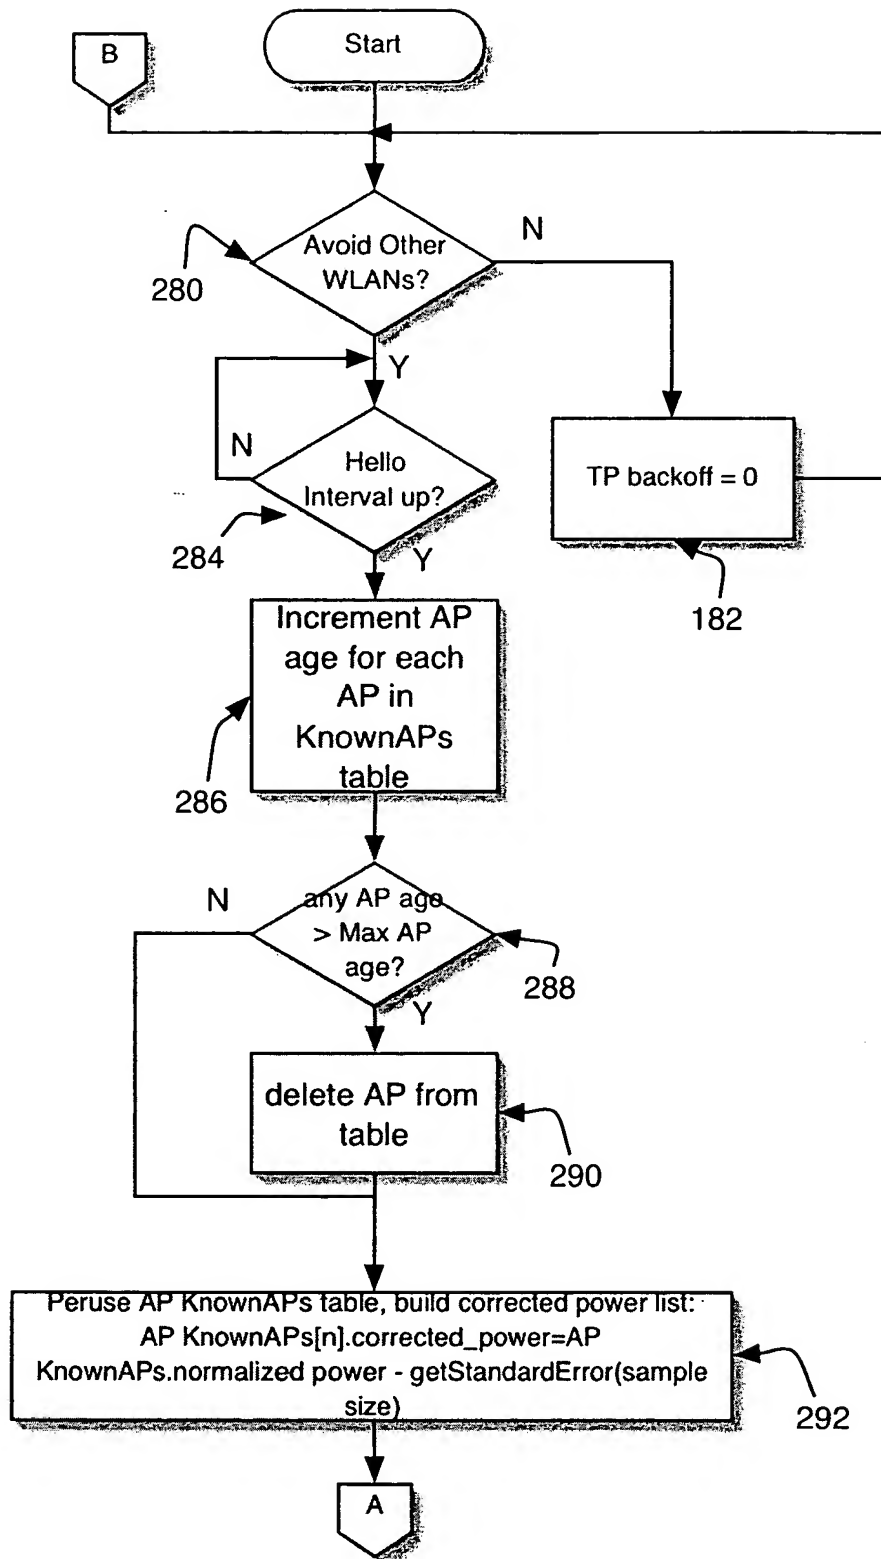 B
Start
Avoid Other
WLANs?
N
280
Y
N
Hello
Interval up?
TP backoff = 0
284
Y
182
Increment AP
age for each
AP in
KnownAPs
table
286
N
any AP age
> Max AP
age?
288
Y
delete AP from
table
290
Peruse AP KnownAPs table, build corrected power list:
AP KnownAPs[n].corrected_power=AP
KnownAPs.normalized power - getStandardError(sample
size)
292
A